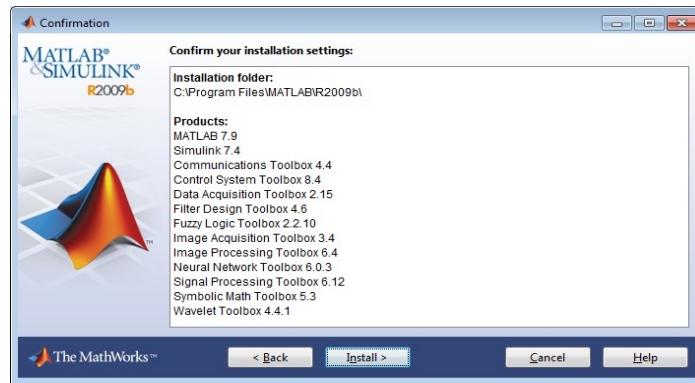 Confirmation
MATLAB®
&SIMULINK®
R2009b
Confirm your installation settings:
Installation folder:
C:\Program Files\MATLAB\R2009b\
Products:
MATLAB 7.9
Simulink 7.4
Communications Toolbox 4.4
Control System Toolbox 8.4
Data Acquisition Toolbox 2.15
Filter Design Toolbox 4.6
Fuzzy Logic Toolbox 2.2.10
Image Acquisition Toolbox 3.4
Image Processing Toolbox 6.4
Neural Network Toolbox 6.0.3
Signal Processing Toolbox 6.12
Symbolic Math Toolbox 5.3
Wavelet Toolbox 4.4.1
TM
The MathWorks™
< Back Install > Cancel Help